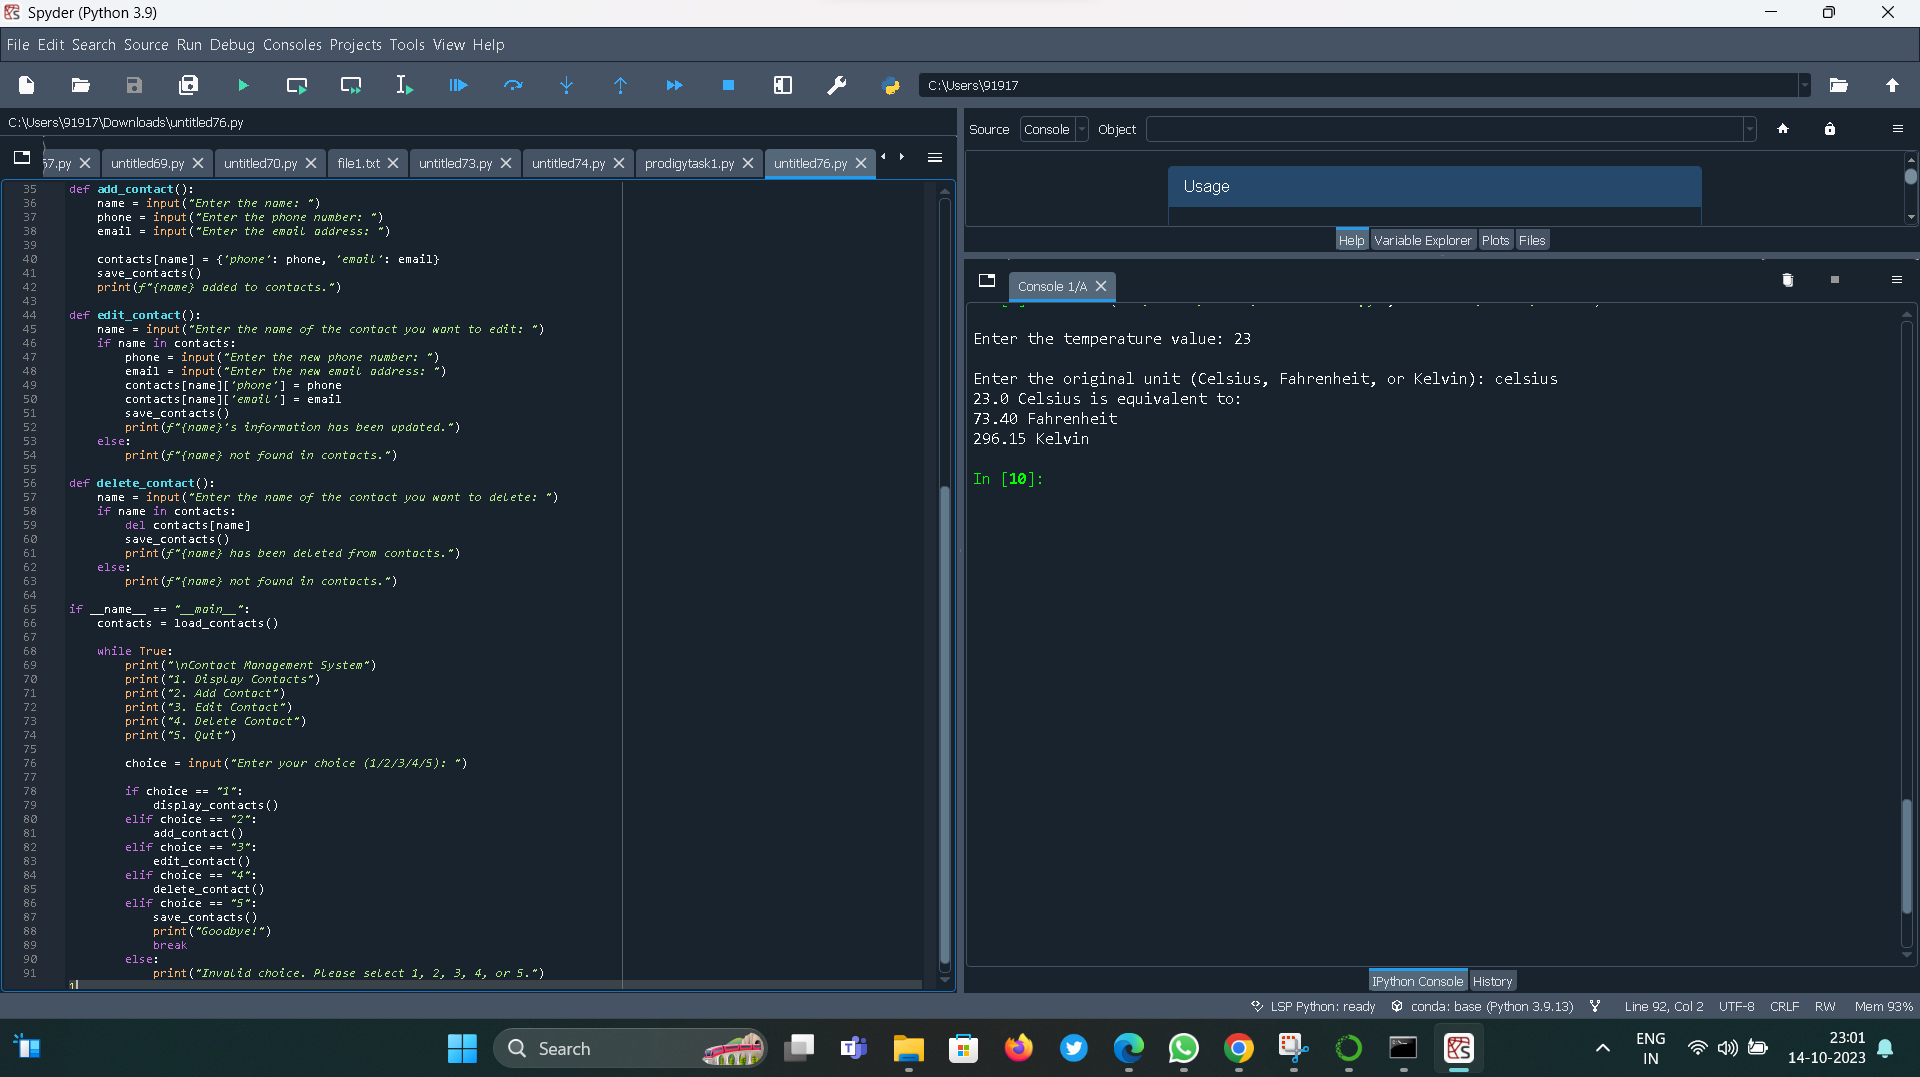 Spyder (Python 3.9)
File Edit Search Source Run Debug Consoles Projects Tools View Help
C:\Users\91917
C:\Users\91917\Downloads\untitled76.py
57.py untitled69.py untitled70.py file1.txt untitled73.py untitled74.py prodigytask1.py untitled76.py
35 def add_contact():
36 name = input("Enter the name: ")
37 phone = input("Enter the phone number: ")
38 email = input("Enter the email address: ")
39
40 contacts[name] = {'phone': phone, 'email': email}
41 save_contacts()
42 print(f"{name} added to contacts.")
43
44 def edit_contact():
45 name = input("Enter the name of the contact you want to edit: ")
46 if name in contacts:
47 phone = input("Enter the new phone number: ")
48 email = input("Enter the new email address: ")
49 contacts[name]['phone'] = phone
50 contacts[name]['email'] = email
51 save_contacts()
52 print(f"{name}'s information has been updated.")
53 else:
54 print(f"{name} not found in contacts.")
55
56 def delete_contact():
57 name = input("Enter the name of the contact you want to delete: ")
58 if name in contacts:
59 del contacts[name]
60 save_contacts()
61 print(f"{name} has been deleted from contacts.")
62 else:
63 print(f"{name} not found in contacts.")
64
65 if __name__ == "__main__":
66 contacts = load_contacts()
67
68 while True:
69 print("\nContact Management System")
70 print("1. Display Contacts")
71 print("2. Add Contact")
72 print("3. Edit Contact")
73 print("4. Delete Contact")
74 print("5. Quit")
75
76 choice = input("Enter your choice (1/2/3/4/5): ")
77
78 if choice == "1":
79 display_contacts()
80 elif choice == "2":
81 add_contact()
82 elif choice == "3":
83 edit_contact()
84 elif choice == "4":
85 delete_contact()
86 elif choice == "5":
87 save_contacts()
88 print("Goodbye!")
89 break
90 else:
91 print("Invalid choice. Please select 1, 2, 3, 4, or 5.")
Source Console Object
Usage
Help Variable Explorer Plots Files
Console 1/A
Enter the temperature value: 23
Enter the original unit (Celsius, Fahrenheit, or Kelvin): celsius
23.0 Celsius is equivalent to:
73.40 Fahrenheit
296.15 Kelvin
In [10]:
IPython Console History
LSP Python: ready conda: base (Python 3.9.13) Line 92, Col 2 UTF-8 CRLF RW Mem 93%
Search
ENG
IN
23:01
14-10-2023